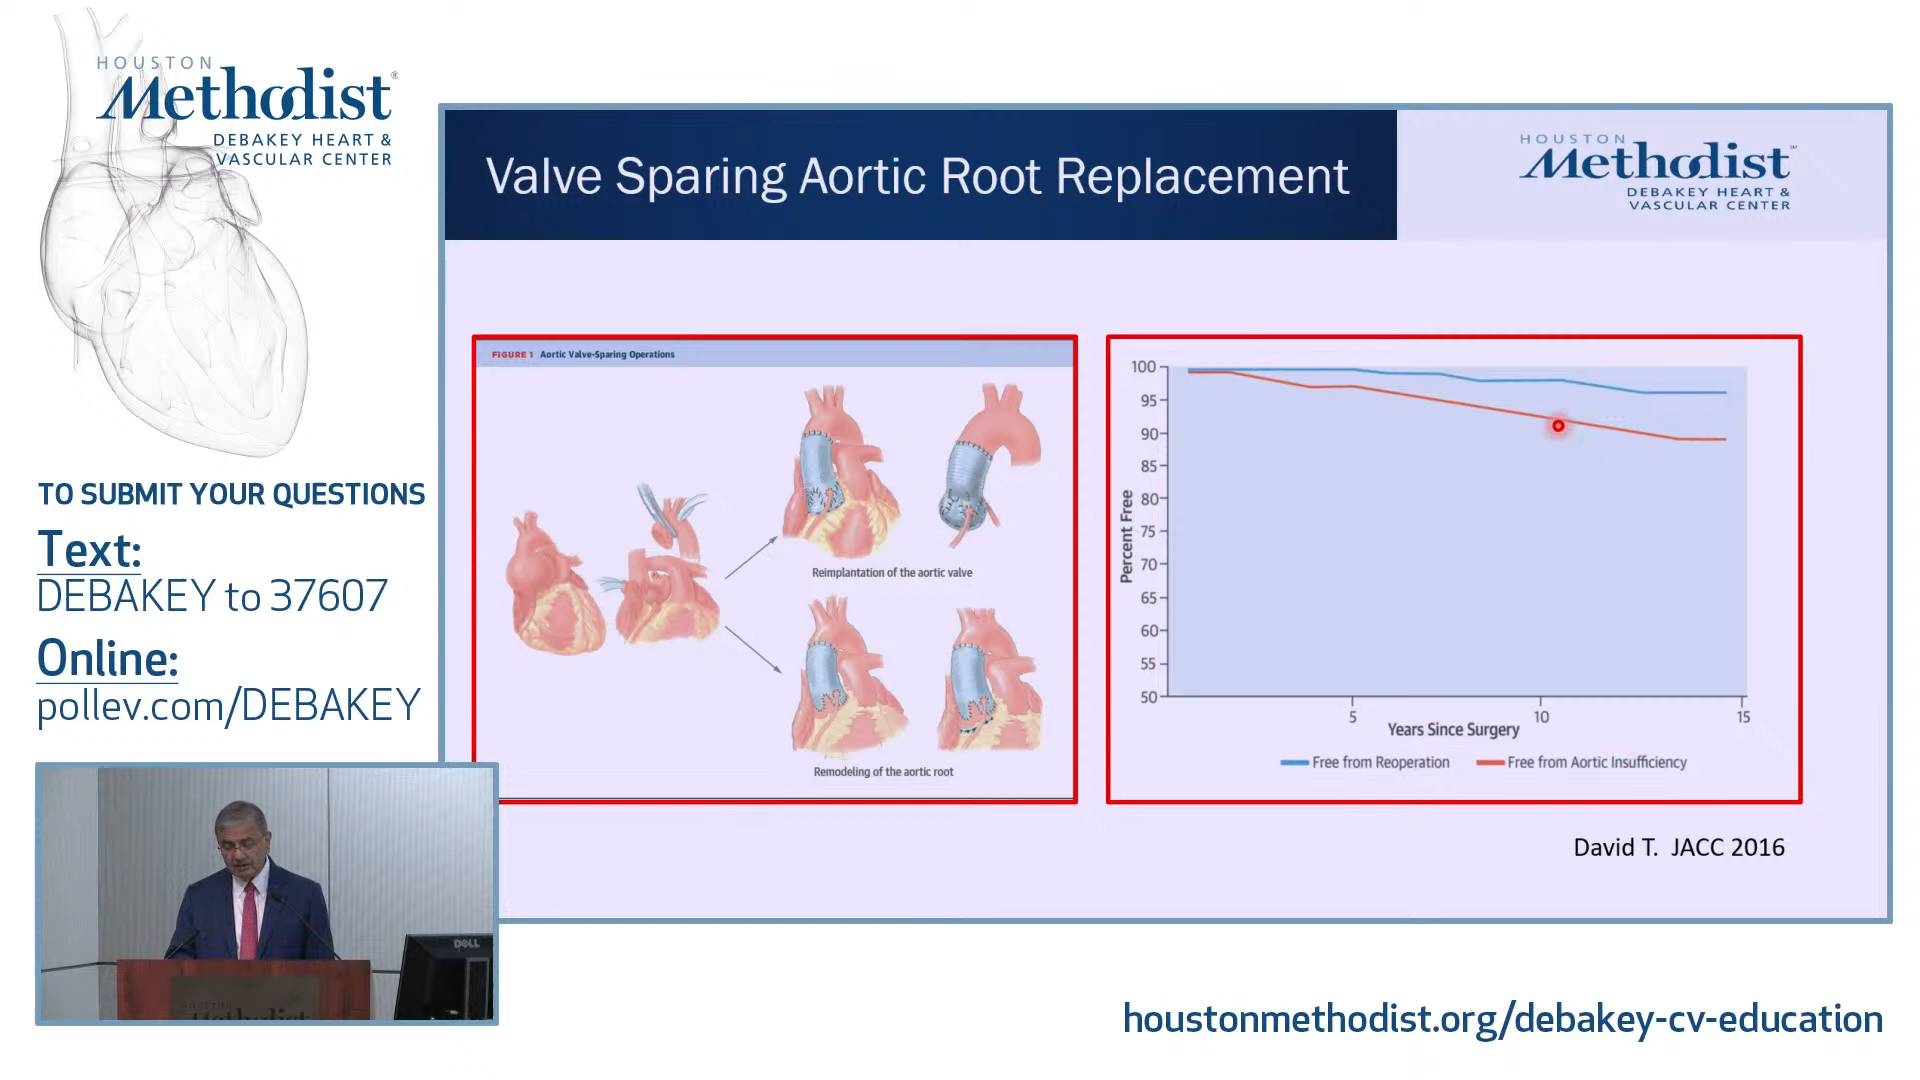 HOUSTON
Methodist®
DEBAKEY HEART &
VASCULAR CENTER
TO SUBMIT YOUR QUESTIONS
Text:
DEBAKEY to 37607
Online:
pollev.com/DEBAKEY
Valve Sparing Aortic Root Replacement
HOUSTON
Methodist
DEBAKEY HEART &
VASCULAR CENTER
FIGURE 1 Aortic Valve-Sparing Operations
Reimplantation of the aortic valve
Remodeling of the aortic root
Percent Free
100
95
90
85
80
75
70
65
60
55
50
5 10 15
Years Since Surgery
Free from Reoperation Free from Aortic Insufficiency
David T. JACC 2016
DELL
HOUSTON
Methodist
houstonmethodist.org/debakey-cv-education